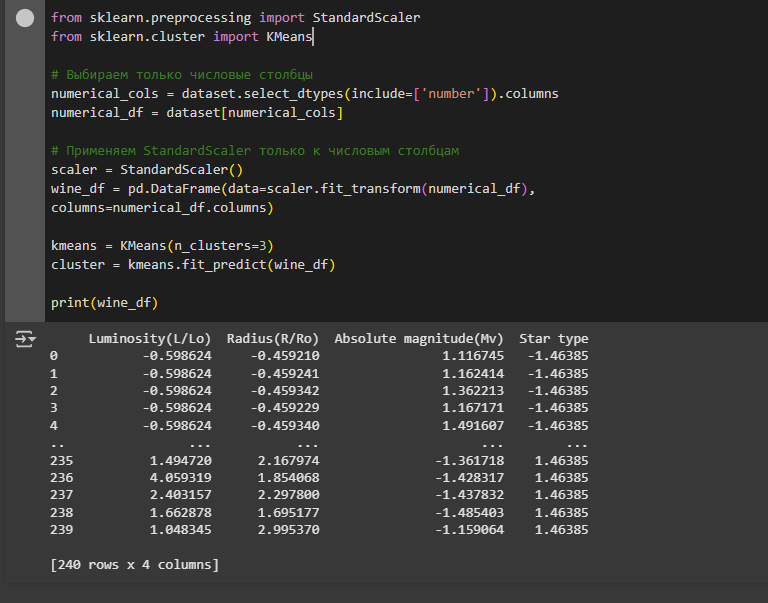 from sklearn.preprocessing import StandardScaler
from sklearn.cluster import KMeans

# Выбираем только числовые столбцы
numerical_cols = dataset.select_dtypes(include=['number']).columns
numerical_df = dataset[numerical_cols]

# Применяем StandardScaler только к числовым столбцам
scaler = StandardScaler()
wine_df = pd.DataFrame(data=scaler.fit_transform(numerical_df),
columns=numerical_df.columns)

kmeans = KMeans(n_clusters=3)
cluster = kmeans.fit_predict(wine_df)

print(wine_df)

     Luminosity(L/Lo)  Radius(R/Ro)  Absolute magnitude(Mv)  Star type
0           -0.598624     -0.459210                1.116745   -1.46385
1           -0.598624     -0.459241                1.162414   -1.46385
2           -0.598624     -0.459342                1.362213   -1.46385
3           -0.598624     -0.459229                1.167171   -1.46385
4           -0.598624     -0.459340                1.491607   -1.46385
..                ...           ...                     ...        ...
235          1.494720      2.167974               -1.361718    1.46385
236          4.059319      1.854068               -1.428317    1.46385
237          2.403157      2.297800               -1.437832    1.46385
238          1.662878      1.695177               -1.485403    1.46385
239          1.048345      2.995370               -1.159064    1.46385

[240 rows x 4 columns]